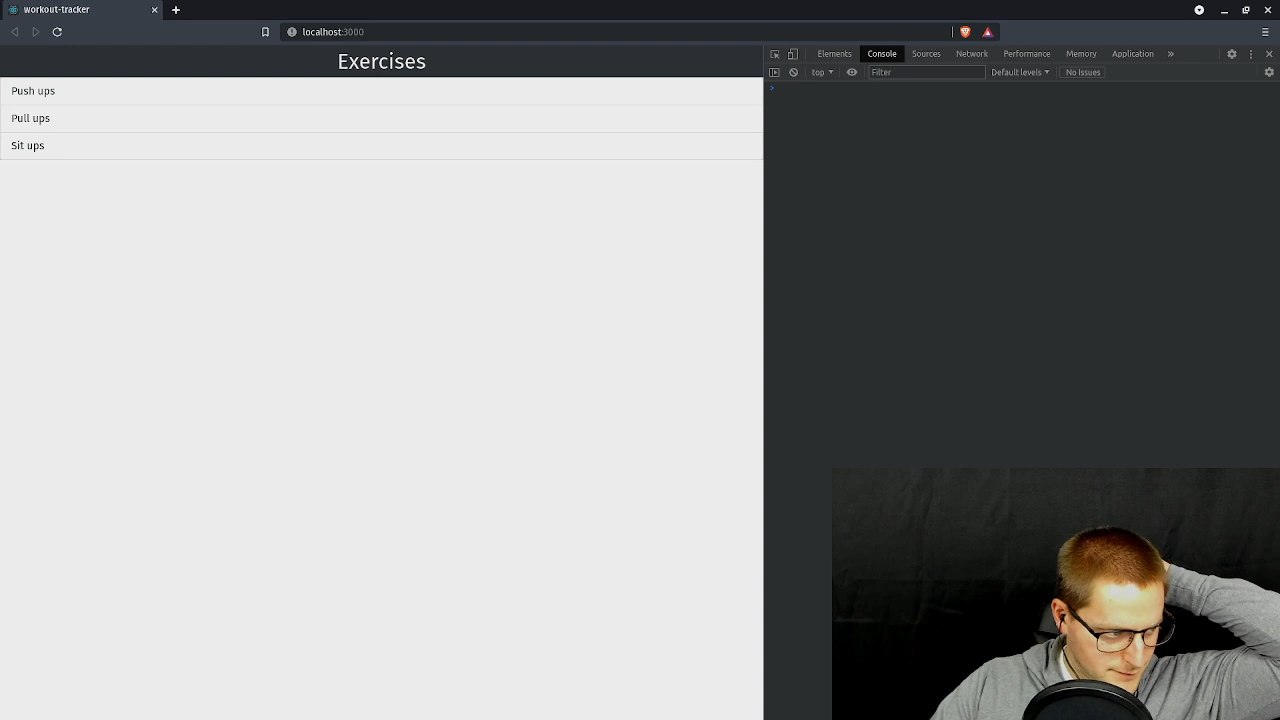 workout-tracker
localhost:3000
Exercises
Push ups
Pull ups
Sit ups
Elements Console Sources Network Performance Memory Application »
top Filter Default levels No Issues